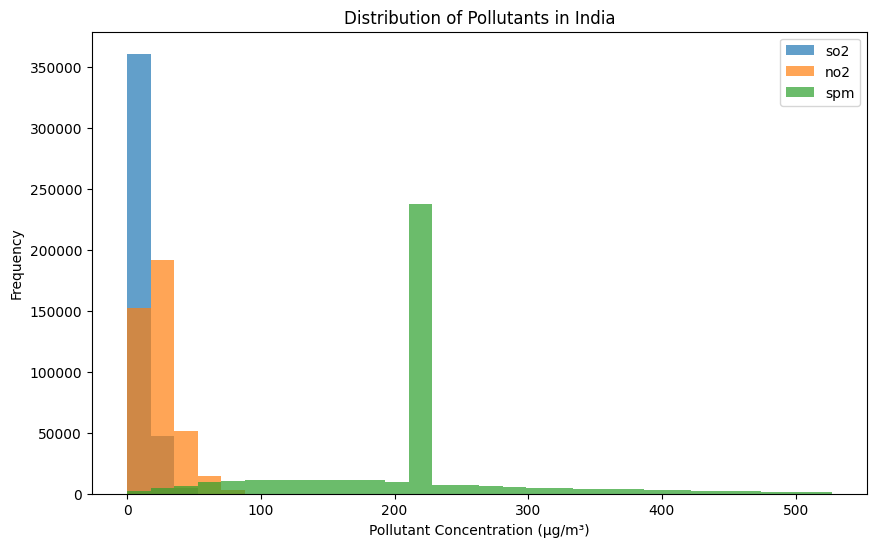 Distribution of Pollutants in India
so2
no2
spm
350000
300000
250000
200000
150000
100000
50000
0
Frequency
0 100 200 300 400 500
Pollutant Concentration (μg/m³)